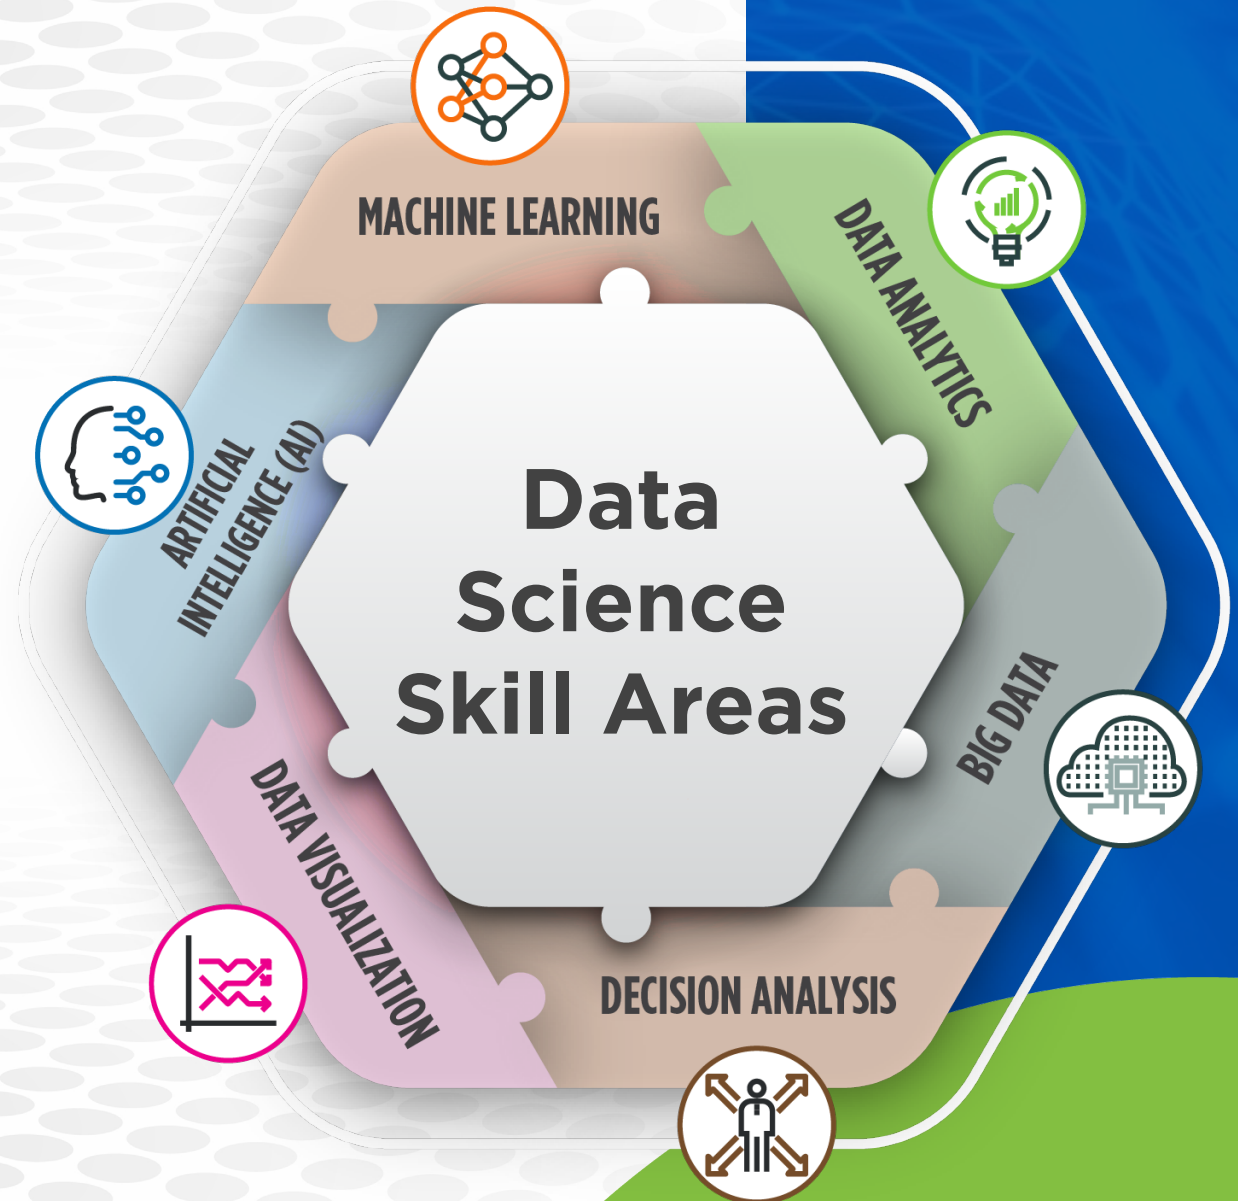 MACHINE LEARNING
DATA ANALYTICS
ARTIFICIAL
INTELLIGENCE (AI)
Data
Science
Skill Areas
BIG DATA
DATA VISUALIZATION
DECISION ANALYSIS